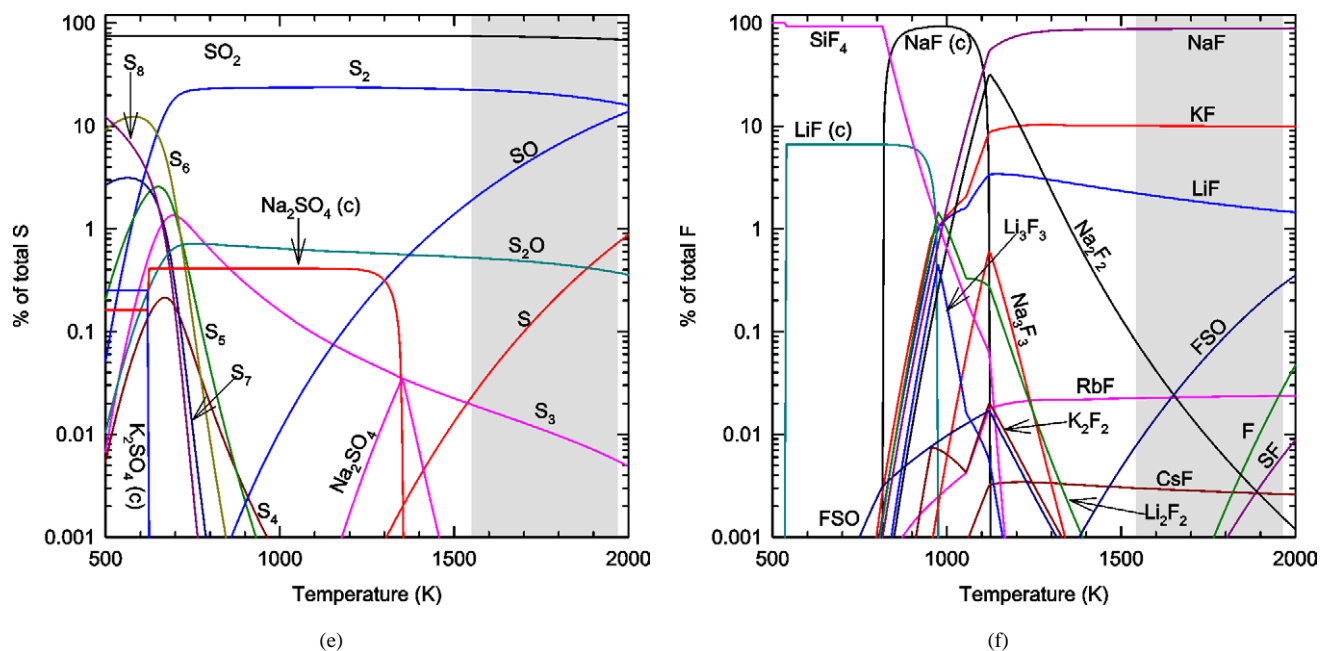 % of total S
100
10
1
0.1
0.01
0.001
SO2
S8
S2
S6
SO
Na2SO4 (c)
S2O
S5
S
S7
S3
K2SO4 (c)
Na2SO4
S4
500
1000
1500
2000
Temperature (K)
(e)
% of total F
100
10
1
0.1
0.01
0.001
SiF4
NaF (c)
NaF
LiF (c)
KF
LiF
Li3F3
Na2F2
Na3F3
FSO
RbF
K2F2
F
SF
CsF
FSO
Li2F2
500
1000
1500
2000
Temperature (K)
(f)